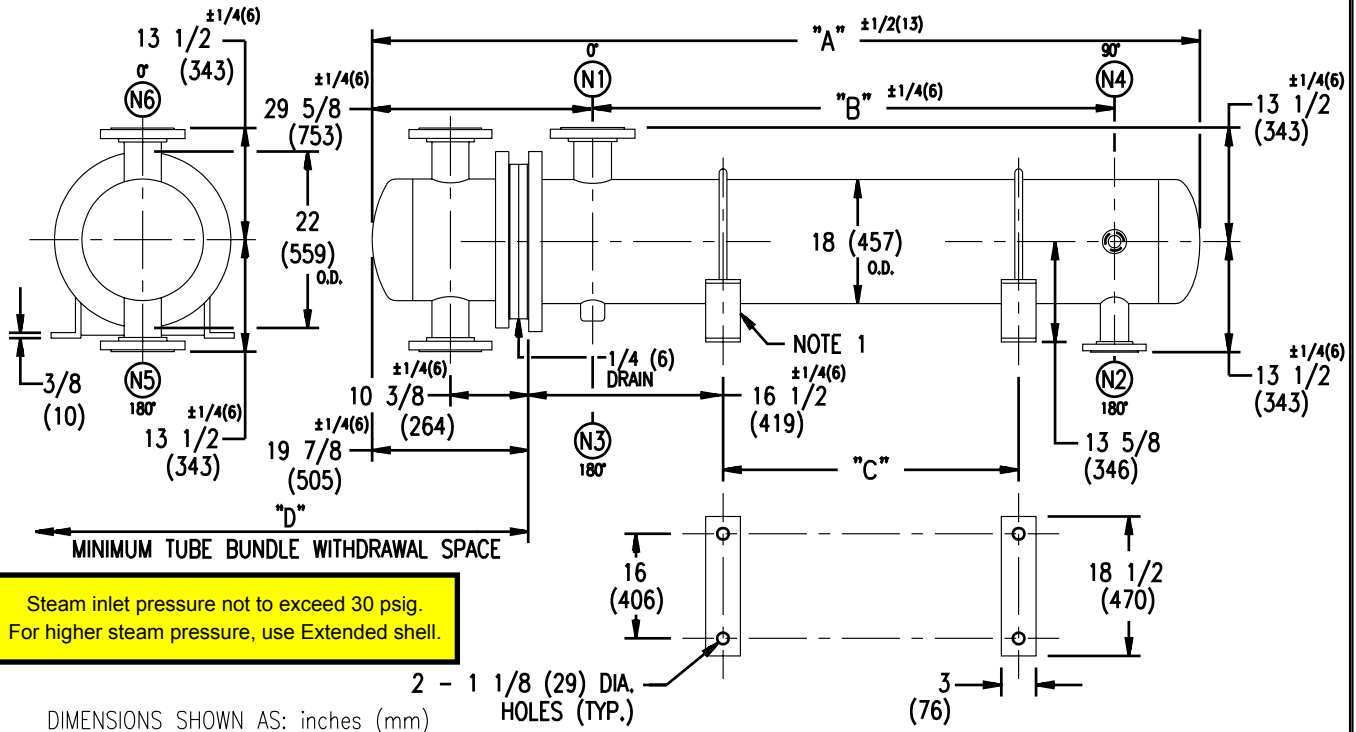 ±1/4(6)
13 1/2
(343)
0°
N6
22
(559)
O.D.
3/8
(10)
N5
180°
±1/4(6)
13 1/2
(343)
"A" ±1/2(13)
±1/4(6)
29 5/8
(753)
0°
N1
"B" ±1/4(6)
90°
N4
±1/4(6)
13 1/2
(343)
18 (457)
O.D.
NOTE 1
1/4 (6)
DRAIN
±1/4(6)
10 3/8
(264)
±1/4(6)
16 1/2
(419)
±1/4(6)
19 7/8
(505)
N3
180°
N2
180°
±1/4(6)
13 1/2
(343)
13 5/8
(346)
"C"
"D"
MINIMUM TUBE BUNDLE WITHDRAWAL SPACE
Steam inlet pressure not to exceed 30 psig.
For higher steam pressure, use Extended shell.
16
(406)
18 1/2
(470)
2 - 1 1/8 (29) DIA.
HOLES (TYP.)
3
(76)
DIMENSIONS SHOWN AS: inches (mm)